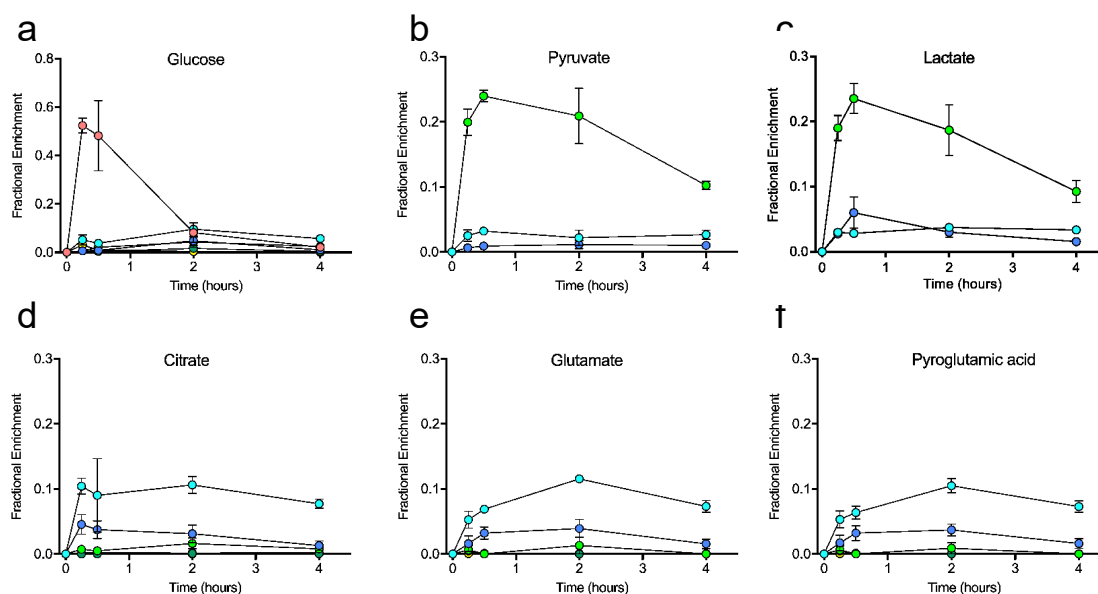 a
Glucose
Fractional Enrichment
0.8
0.6
0.4
0.2
0.0
0 1 2 3 4
Time (hours)
b
Pyruvate
Fractional Enrichment
0.3
0.2
0.1
0.0
0 1 2 3 4
Time (hours)
c
Lactate
Fractional Enrichment
0.3
0.2
0.1
0.0
0 1 2 3 4
Time (hours)
d
Citrate
Fractional Enrichment
0.3
0.2
0.1
0.0
0 1 2 3 4
Time (hours)
e
Glutamate
Fractional Enrichment
0.3
0.2
0.1
0.0
0 1 2 3 4
Time (hours)
f
Pyroglutamic acid
Fractional Enrichment
0.3
0.2
0.1
0.0
0 1 2 3 4
Time (hours)